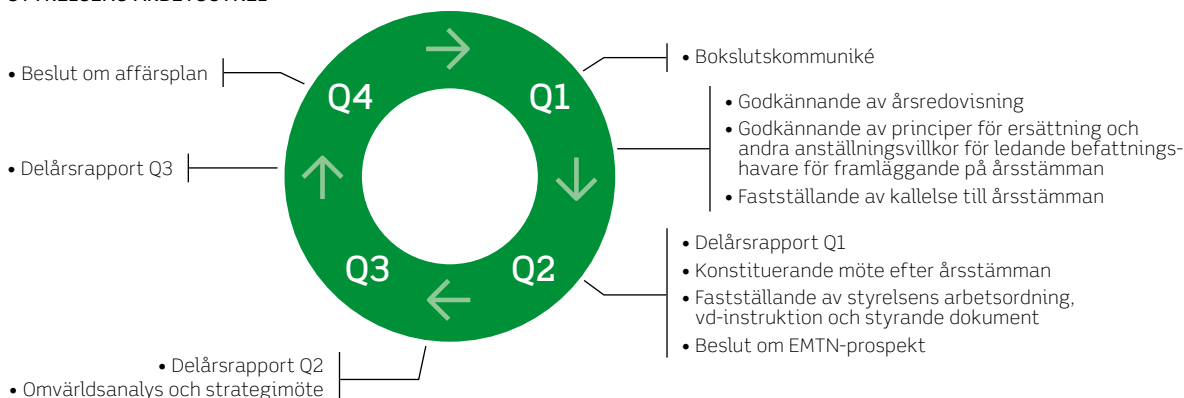 • Beslut om affärsplan
• Delårsrapport Q3
Q4
Q1
Q3
Q2
• Bokslutskommuniké
• Godkännande av årsredovisning
• Godkännande av principer för ersättning och
andra anställningsvillkor för ledande befattnings-
havare för framläggande på årsstämman
• Fastställande av kallelse till årsstämman
• Delårsrapport Q1
• Konstituerande möte efter årsstämman
• Fastställande av styrelsens arbetsordning,
vd-instruktion och styrande dokument
• Beslut om EMTN-prospekt
• Delårsrapport Q2
• Omvärldsanalys och strategimöte